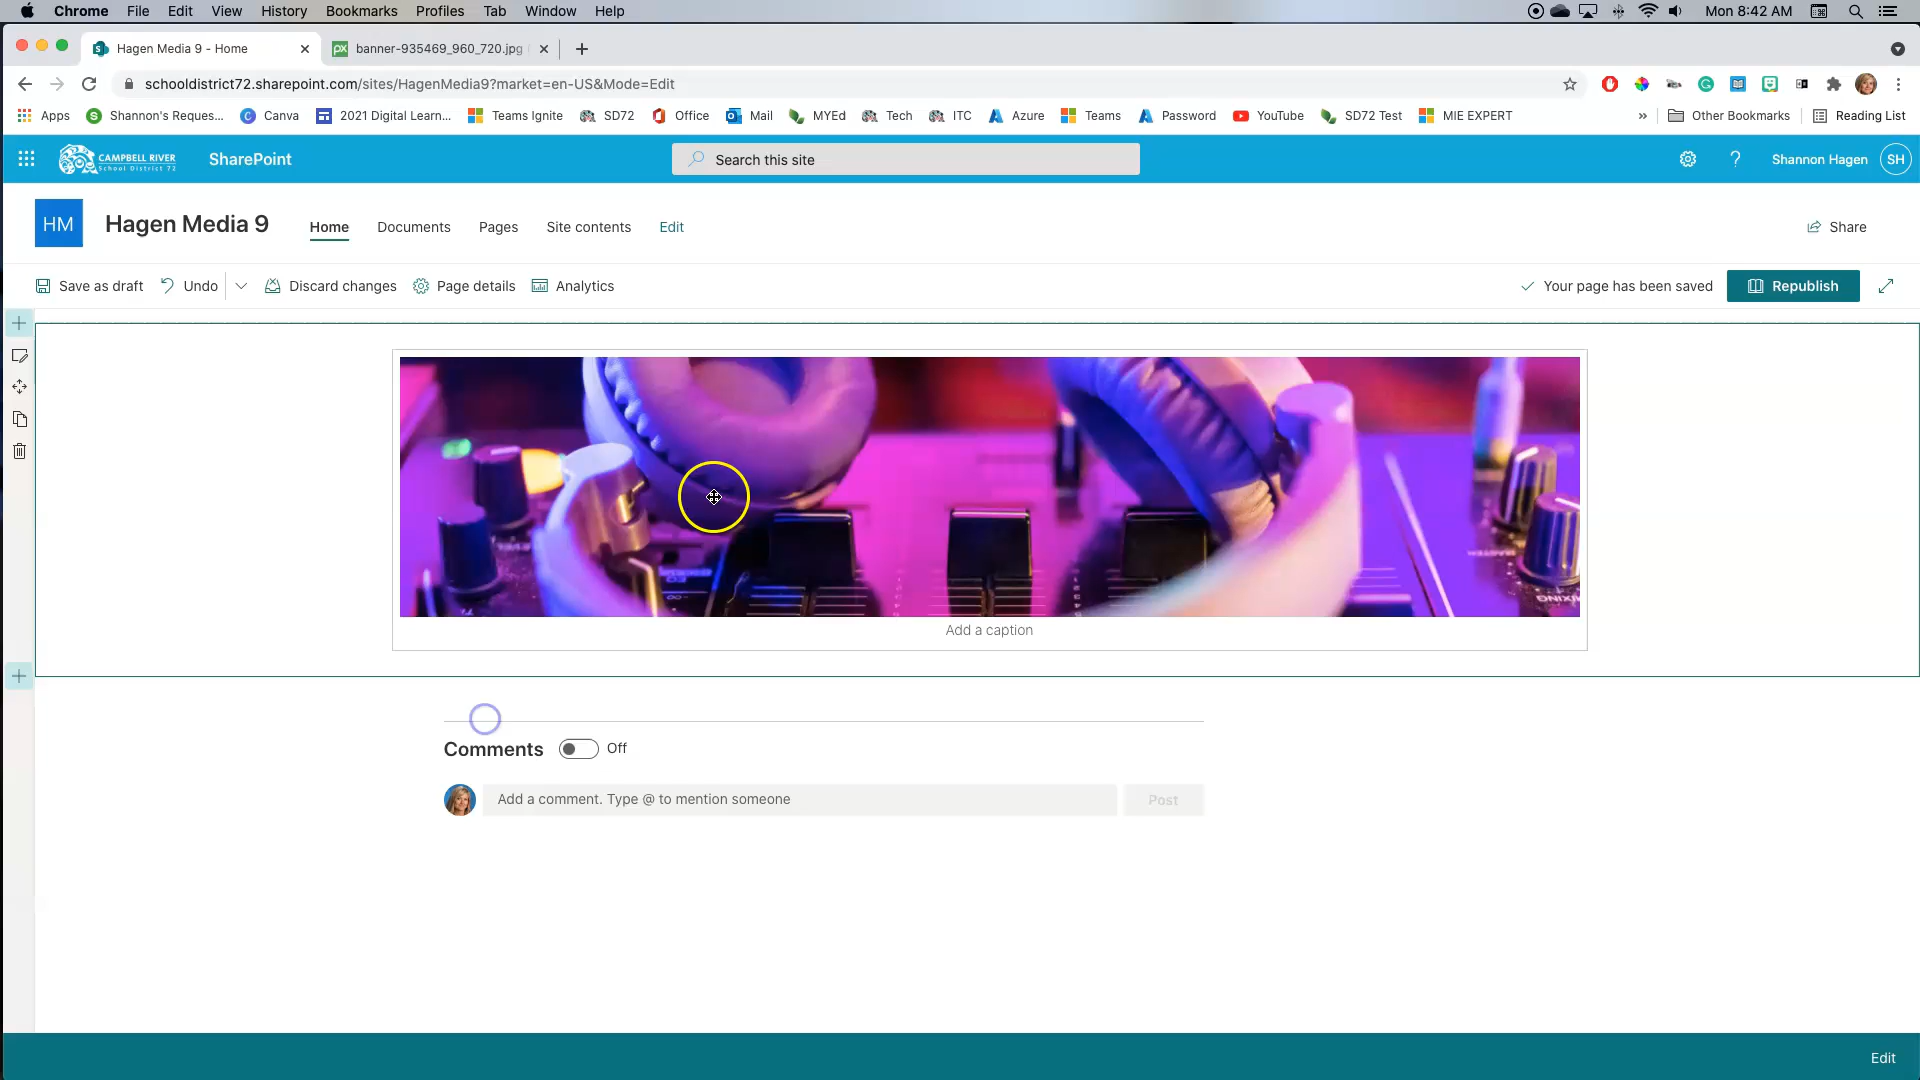 Chrome File Edit View History Bookmarks Profiles Tab Window Help Mon 8:42 AM
Hagen Media 9 - Home banner-935469_960_720.jpg
schooldistrict72.sharepoint.com/sites/HagenMedia9?market=en-US&Mode=Edit
Apps Shannon's Reques... Canva 2021 Digital Learn... Teams Ignite SD72 Office Mail MYEd Tech ITC Azure Teams Password YouTube SD72 Test MIE EXPERT » Other Bookmarks Reading List
CAMPBELL RIVER
School District 72
SharePoint Search this site ? Shannon Hagen SH
HM Hagen Media 9 Home Documents Pages Site contents Edit Share
Save as draft Undo Discard changes Page details Analytics Your page has been saved Republish
Add a caption
Comments Off
Add a comment. Type @ to mention someone Post
Edit